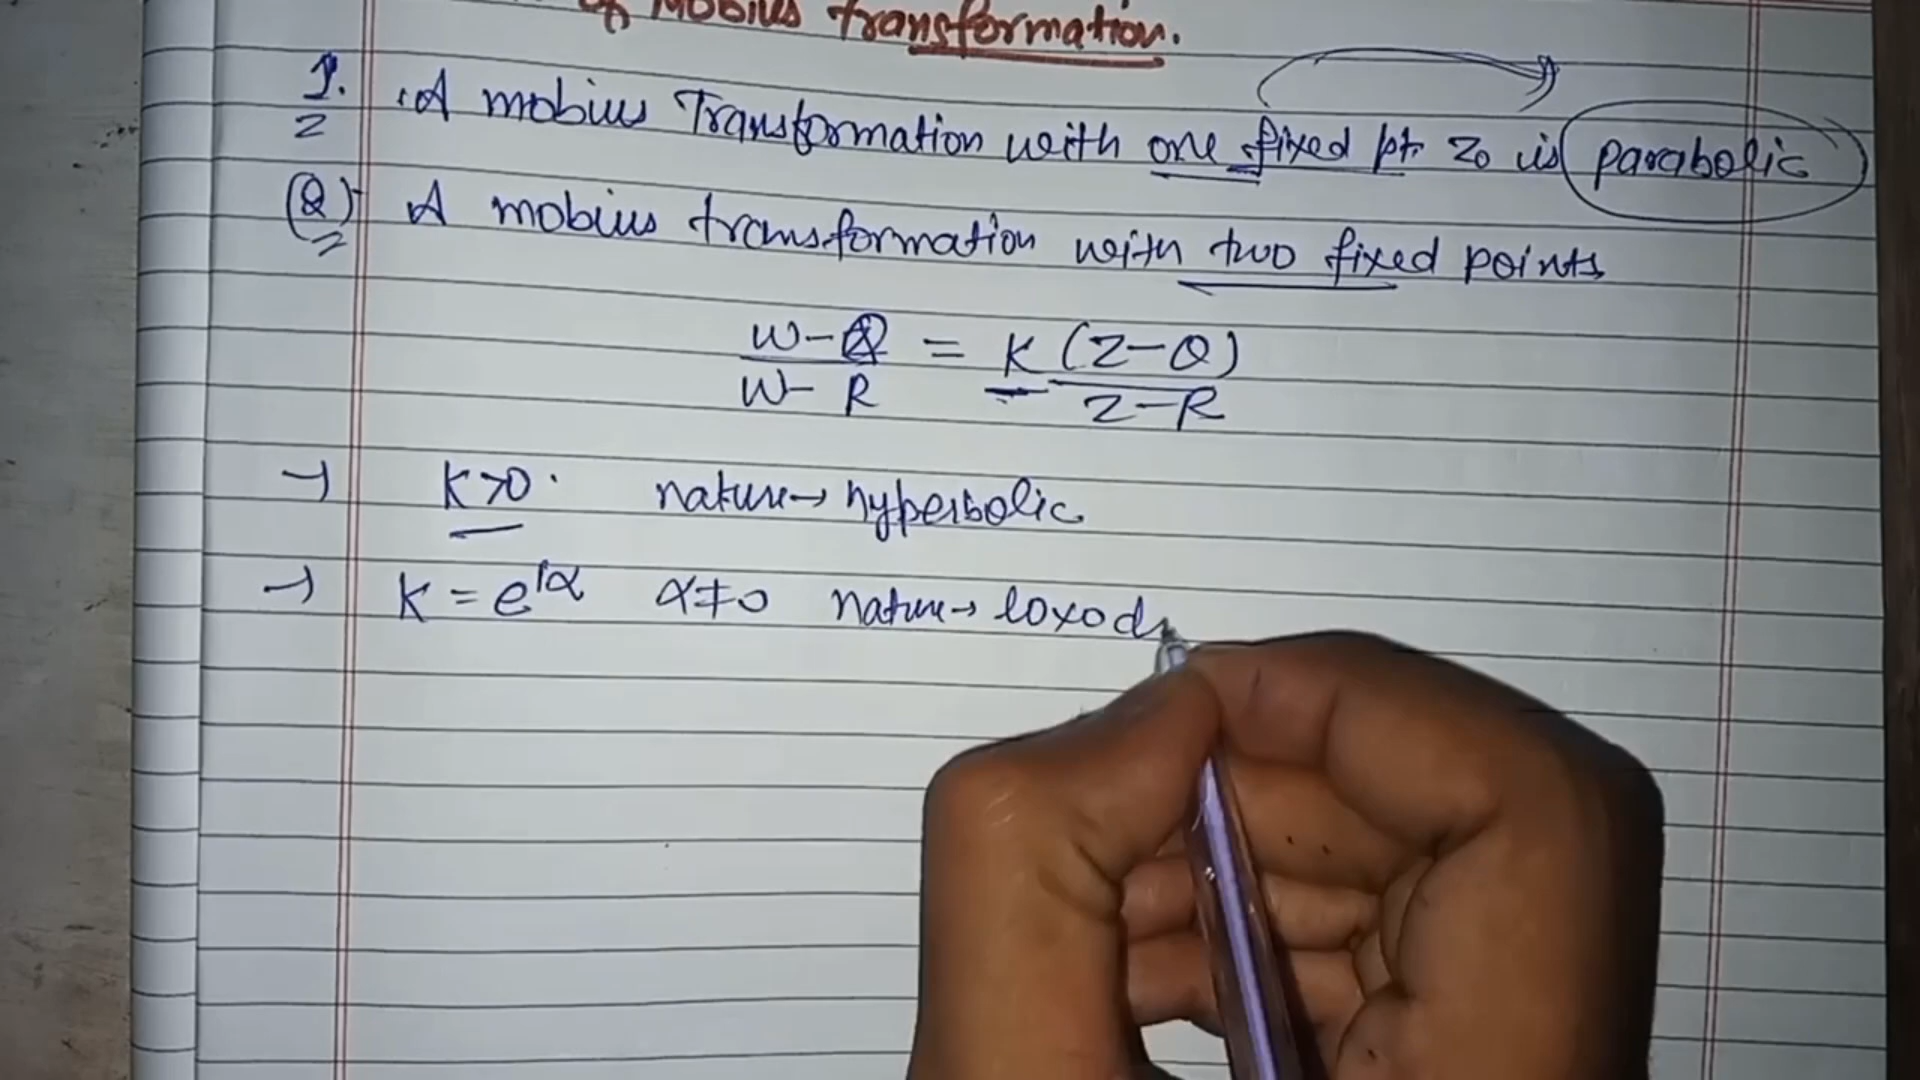 of Mobius transformation.
1. A mobius Transformation with one fixed pt. z0 is parabolic
(2) A mobius transformation with two fixed points
w-Q / w-R = K (z-Q) / z-R
→ K>0. nature→ hyperbolic
→ K = e^iα α≠0 nature→ loxod